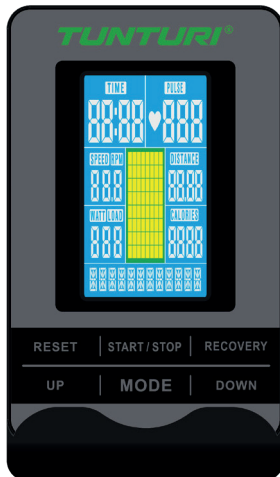 TUNTURI®
TIME PULSE
88:88 888
SPEED RPM DISTANCE
888 88.88
WATT LOAD CALORIES
888 8888
RESET START / STOP RECOVERY
UP MODE DOWN